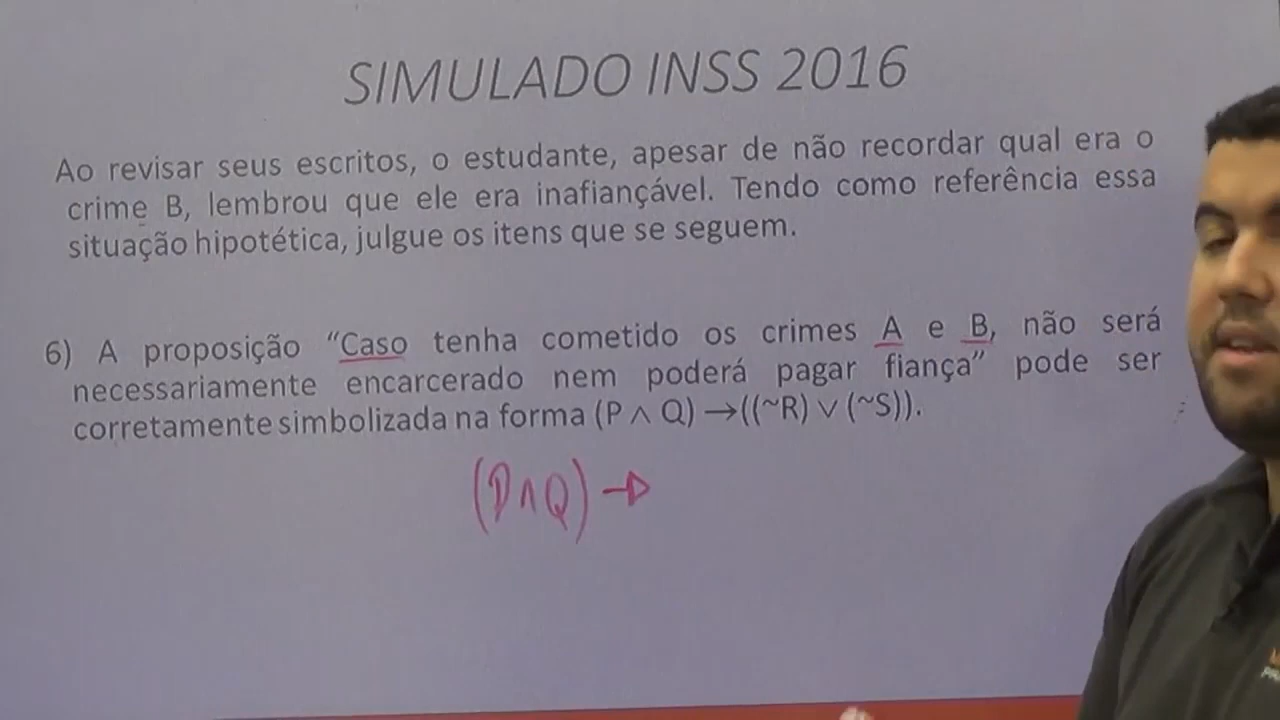 SIMULADO INSS 2016
Ao revisar seus escritos, o estudante, apesar de não recordar qual era o
crime B, lembrou que ele era inafiançável. Tendo como referência essa
situação hipotética, julgue os itens que se seguem.
6) A proposição “Caso tenha cometido os crimes A e B, não será
necessariamente encarcerado nem poderá pagar fiança” pode ser
corretamente simbolizada na forma (P ∧ Q) →((~R) ∨ (~S)).
(P ∧ Q) →